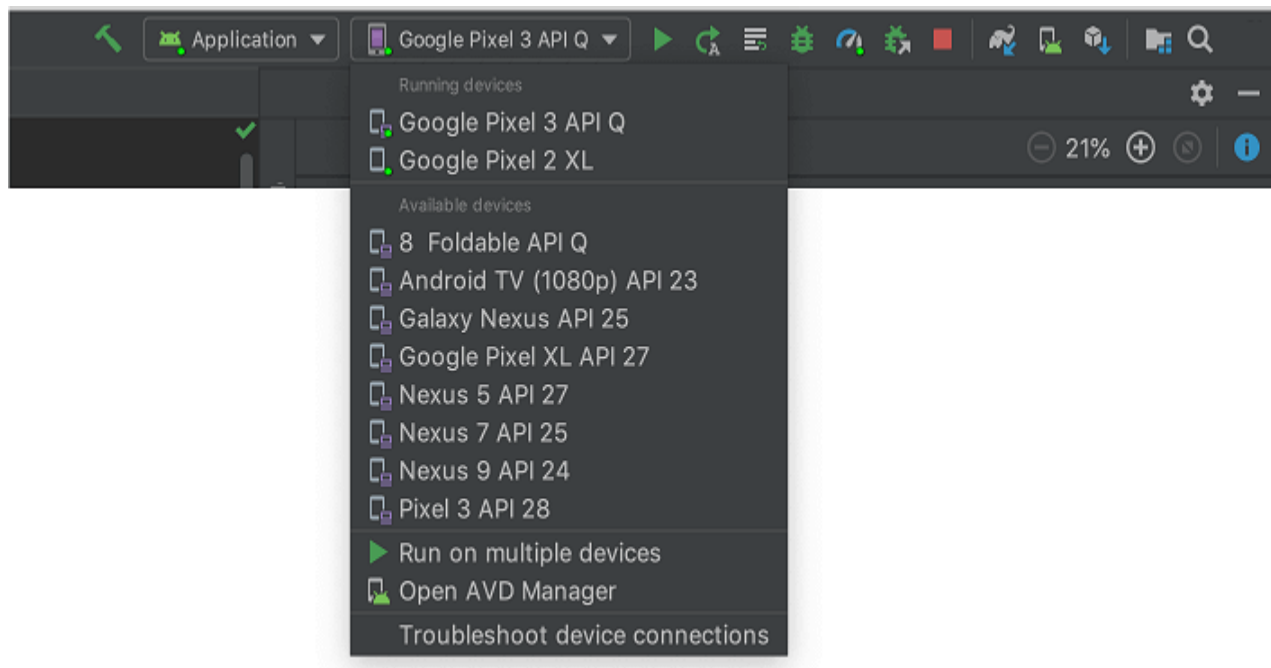 Application
Google Pixel 3 API Q
Running devices
Google Pixel 3 API Q
Google Pixel 2 XL
21%
Available devices
8 Foldable API Q
Android TV (1080p) API 23
Galaxy Nexus API 25
Google Pixel XL API 27
Nexus 5 API 27
Nexus 7 API 25
Nexus 9 API 24
Pixel 3 API 28
Run on multiple devices
Open AVD Manager
Troubleshoot device connections